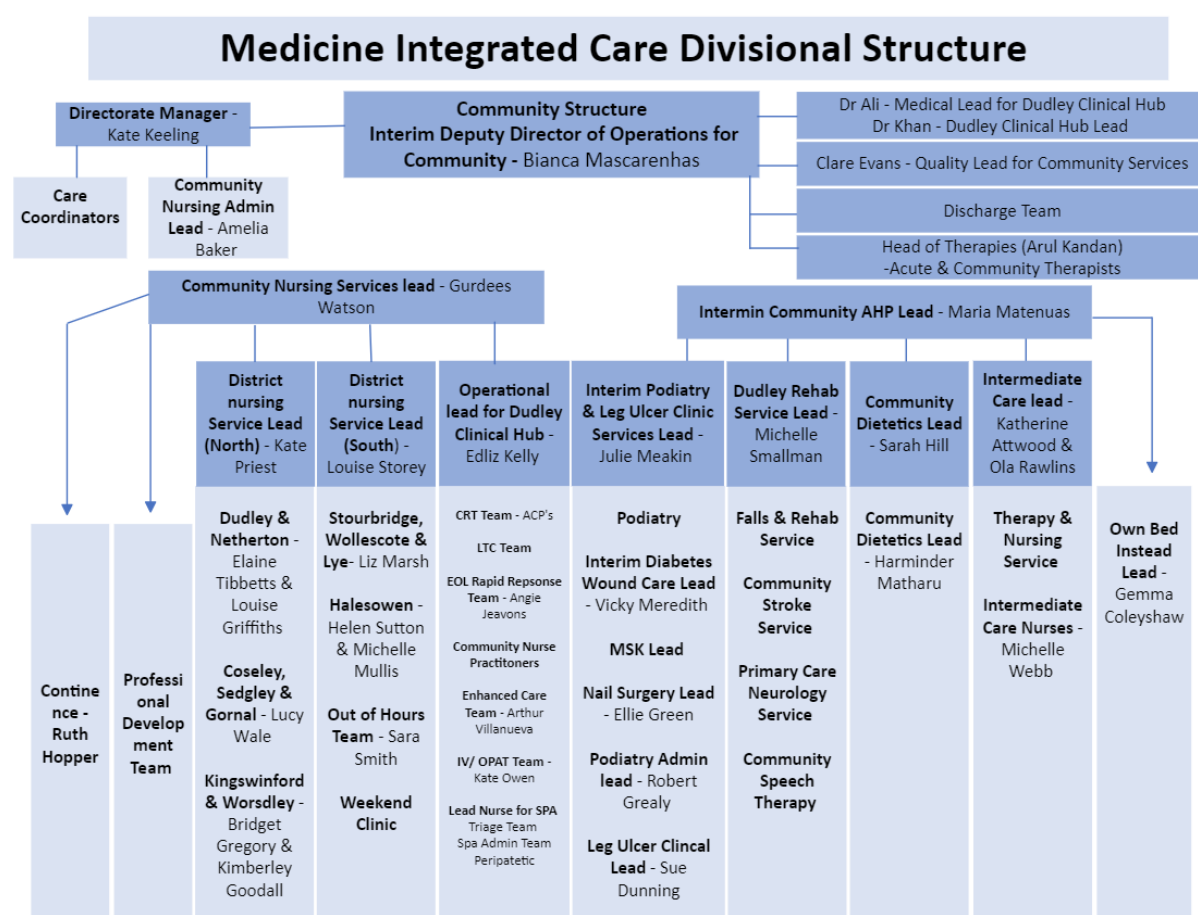 Medicine Integrated Care Divisional Structure
Directorate Manager -
Kate Keeling
Community Structure
Interim Deputy Director of Operations for
Community - Bianca Mascarenhas
Dr Ali - Medical Lead for Dudley Clinical Hub
Dr Khan - Dudley Clinical Hub Lead
Clare Evans - Quality Lead for Community Services
Discharge Team
Head of Therapies (Arul Kandan)
-Acute & Community Therapists
Care
Coordinators
Community
Nursing Admin
Lead - Amelia
Baker
Community Nursing Services lead - Gurdees
Watson
Intermin Community AHP Lead - Maria Matenuas
District
nursing
Service Lead
(North) - Kate
Priest
District
nursing
Service Lead
(South) -
Louise Storey
Operational
lead for Dudley
Clinical Hub -
Edliz Kelly
Interim Podiatry
& Leg Ulcer Clinic
Services Lead -
Julie Meakin
Dudley Rehab
Service Lead -
Michelle
Smallman
Community
Dietetics Lead
- Sarah Hill
Intermediate
Care lead -
Katherine
Attwood &
Ola Rawlins
Contine
nce -
Ruth
Hopper
Professi
onal
Develop
ment
Team
Dudley &
Netherton -
Elaine
Tibbetts &
Louise
Griffiths
Coseley,
Sedgley &
Gornal - Lucy
Wale
Kingswinford
& Worsdley -
Bridget
Gregory &
Kimberley
Goodall
Stourbridge,
Wollescote &
Lye- Liz Marsh
Halesowen -
Helen Sutton
& Michelle
Mullis
Out of Hours
Team - Sara
Smith
Weekend
Clinic
CRT Team - ACP's
LTC Team
EOL Rapid Repsonse
Team - Angie
Jeavons
Community Nurse
Practitoners
Enhanced Care
Team - Arthur
Villanueva
IV/ OPAT Team -
Kate Owen
Lead Nurse for SPA
Triage Team
Spa Admin Team
Peripatetic
Podiatry
Interim Diabetes
Wound Care Lead
- Vicky Meredith
MSK Lead
Nail Surgery Lead
- Ellie Green
Podiatry Admin
lead - Robert
Grealy
Leg Ulcer Clincal
Lead - Sue
Dunning
Falls & Rehab
Service
Community
Stroke
Service
Primary Care
Neurology
Service
Community
Speech
Therapy
Community
Dietetics Lead
- Harminder
Matharu
Therapy &
Nursing
Service
Intermediate
Care Nurses -
Michelle
Webb
Own Bed
Instead
Lead -
Gemma
Coleyshaw